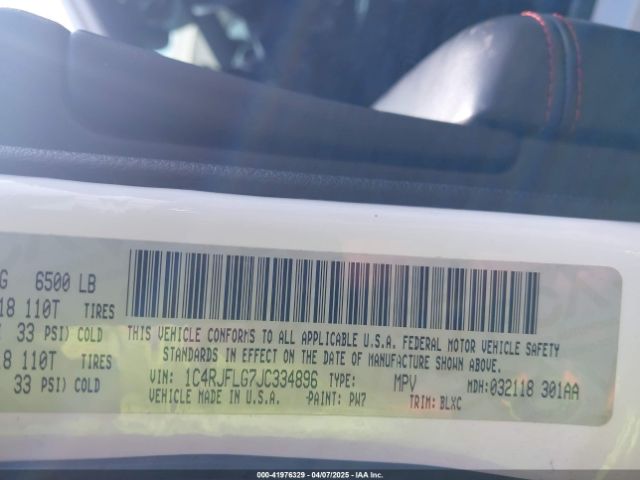 G 6500 LB
18 110T TIRES
33 PSI) COLD
18 110T TIRES
33 PSI) COLD
THIS VEHICLE CONFORMS TO ALL APPLICABLE U.S.A. FEDERAL MOTOR VEHICLE SAFETY
STANDARDS IN EFFECT ON THE DATE OF MANUFACTURE SHOWN ABOVE.
VIN: 1C4RJFLG7JC334896 TYPE: MPV MDH: 032118 301AA
VEHICLE MADE IN U.S.A. PAINT: PW7 TRIM: BLXC
000-41976329 - 04/07/2025 - IAA Inc.